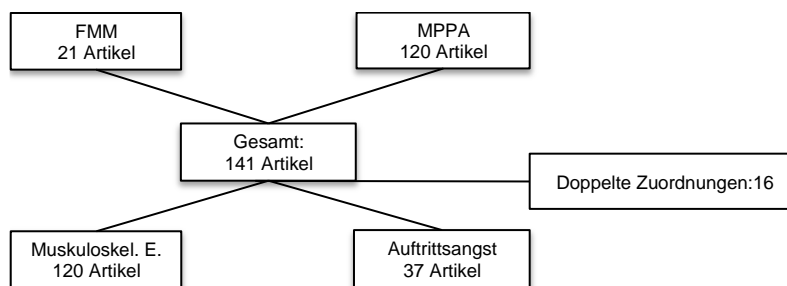 FMM
21 Artikel
MPPA
120 Artikel
Gesamt:
141 Artikel
Doppelte Zuordnungen:16
Muskuloskel. E.
120 Artikel
Auftrittsangst
37 Artikel